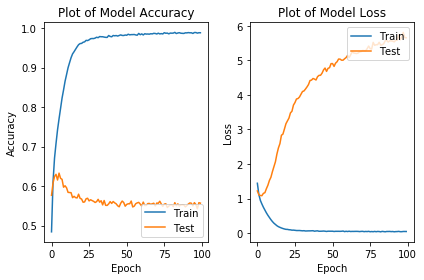 Plot of Model Accuracy
1.0
0.9
0.8
0.7
0.6
0.5
Accuracy
0
25
50
75
100
Epoch
Train
Test
Plot of Model Loss
6
5
4
3
2
1
0
Loss
0
25
50
75
100
Epoch
Train
Test